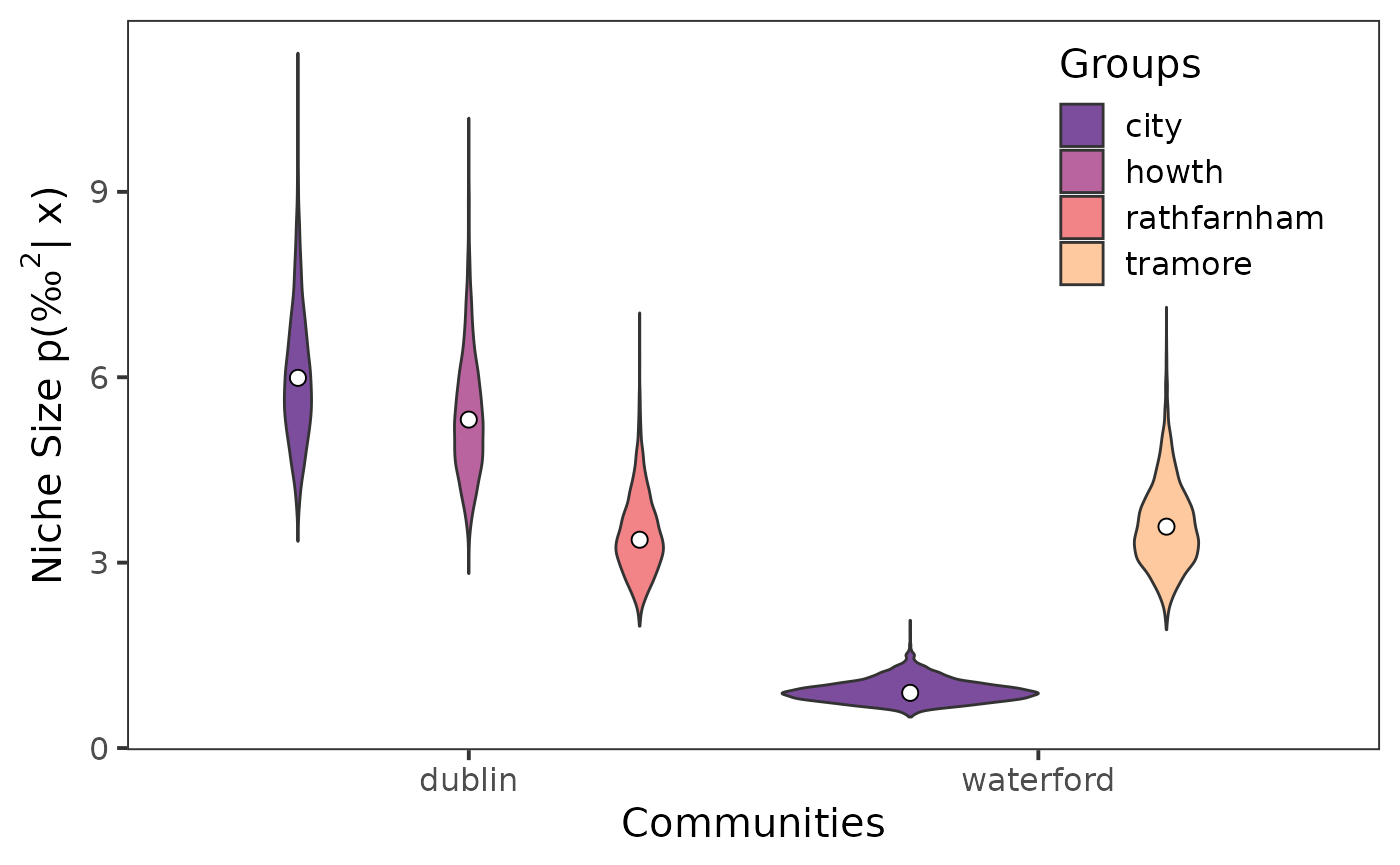 Niche Size p(‰²| x)
9
6
3
0
Groups
city
howth
rathfarnham
tramore
dublin
waterford
Communities